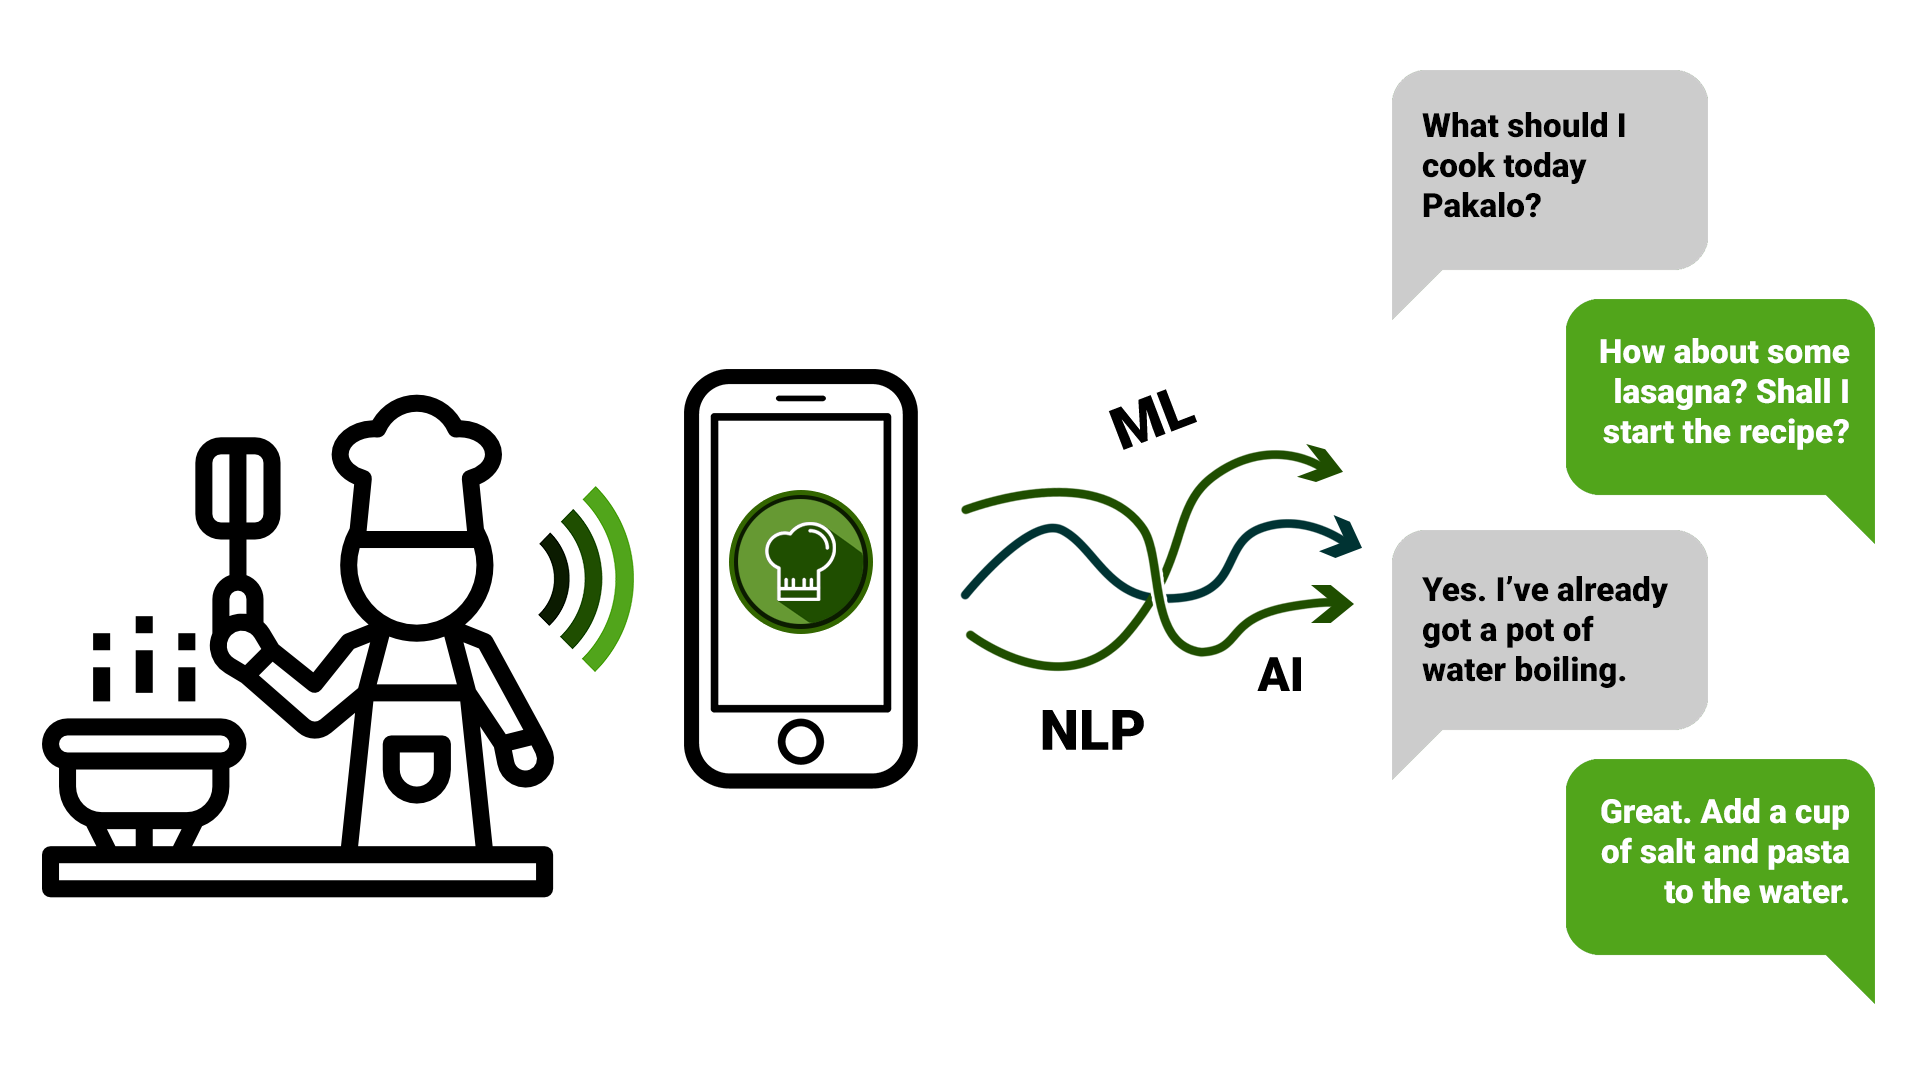 What should I
cook today
Pakalo?
How about some
lasagna? Shall I
start the recipe?
ML
AI
NLP
Yes. I’ve already
got a pot of
water boiling.
Great. Add a cup
of salt and pasta
to the water.